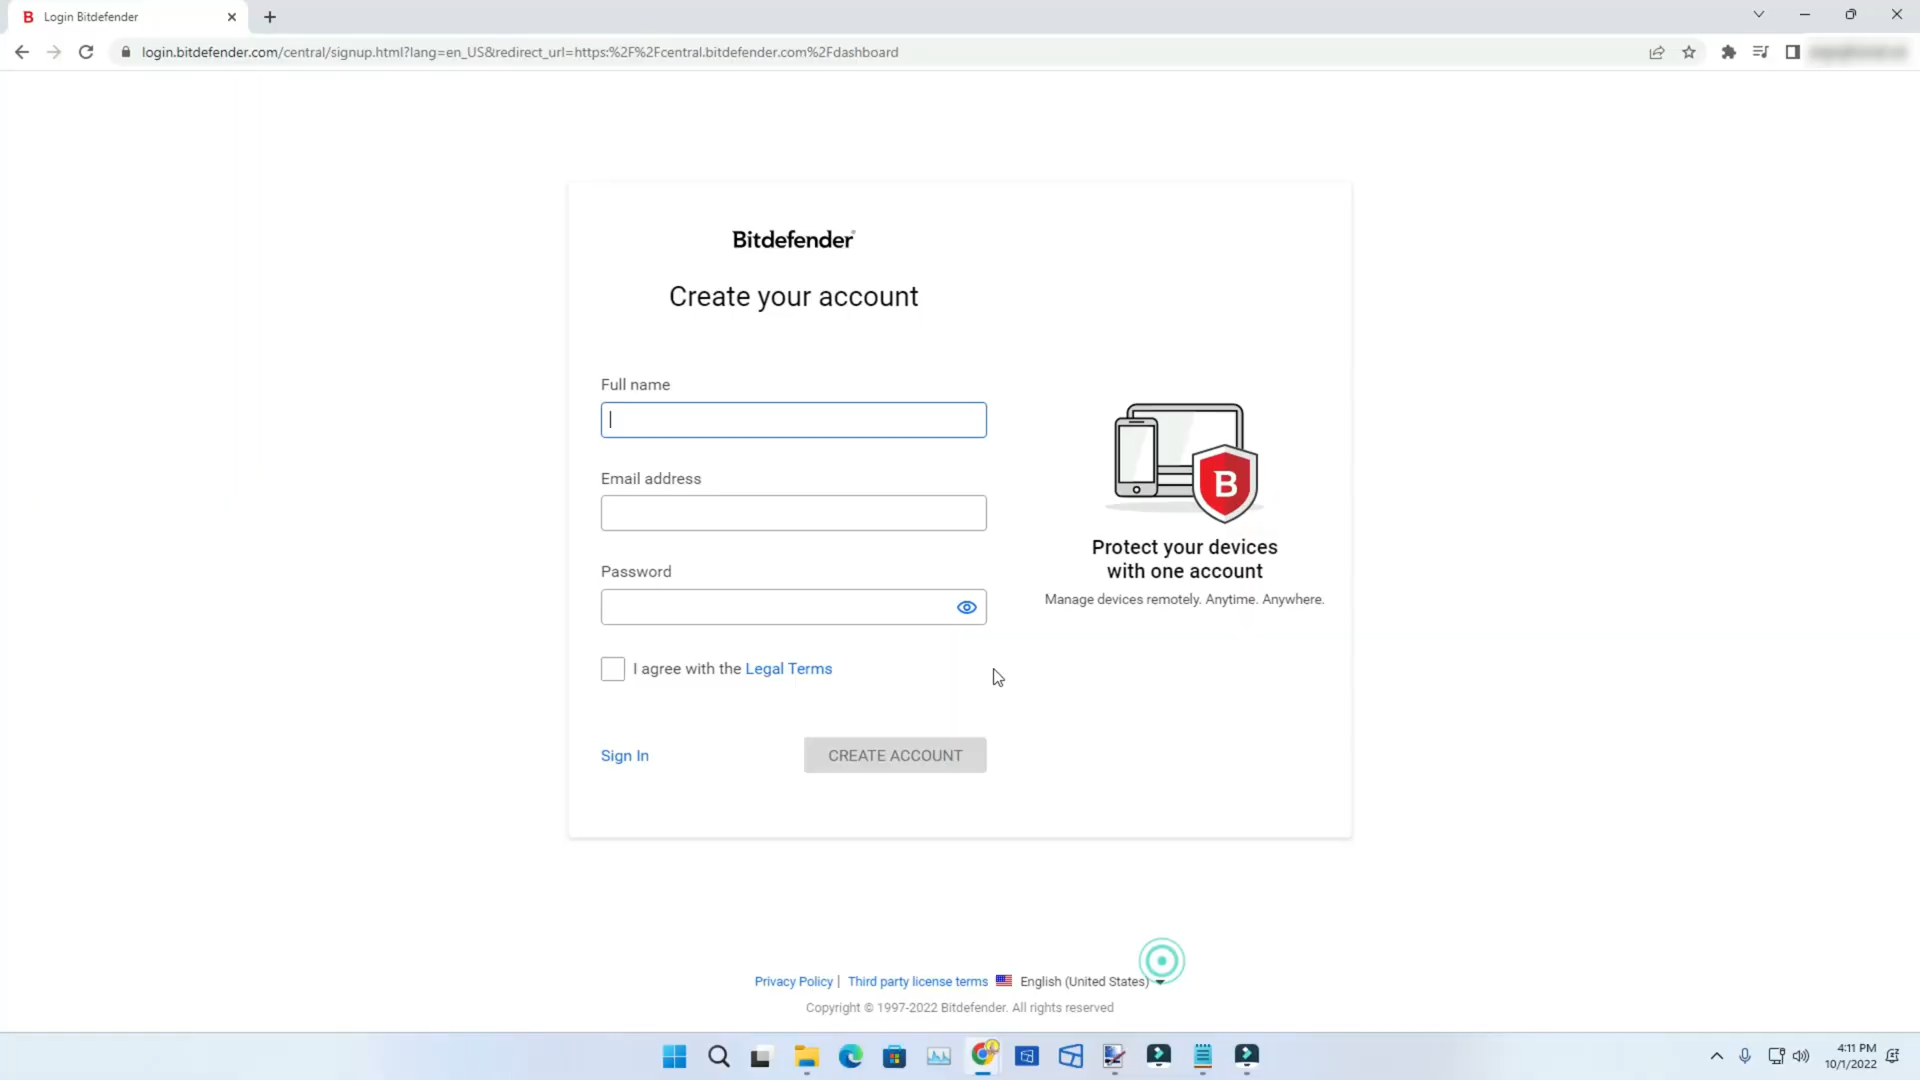 Login Bitdefender
login.bitdefender.com/central/signup.html?lang=en_US&redirect_url=https:%2F%2Fcentral.bitdefender.com%2Fdashboard
Bitdefender
Create your account
Full name
Email address
Password
I agree with the Legal Terms
Sign In
CREATE ACCOUNT
B
Protect your devices
with one account
Manage devices remotely. Anytime. Anywhere.
Privacy Policy | Third party license terms English (United States)
Copyright © 1997-2022 Bitdefender. All rights reserved
4:11 PM
10/1/2022